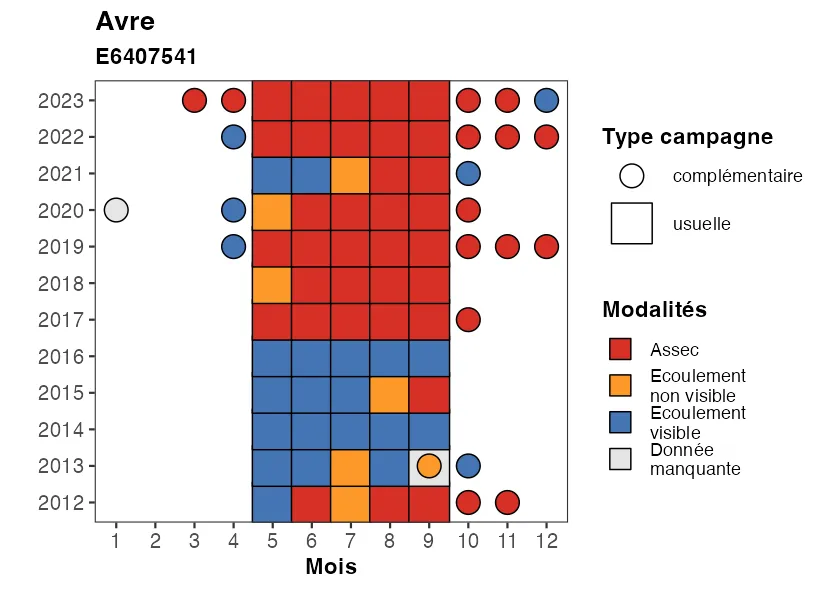 Avre
E6407541
2023
2022
2021
2020
2019
2018
2017
2016
2015
2014
2013
2012
1 2 3 4 5 6 7 8 9 10 11 12
Mois
Type campagne
complémentaire
usuelle
Modalités
Assec
Ecoulement
non visible
Ecoulement
visible
Donnée
manquante